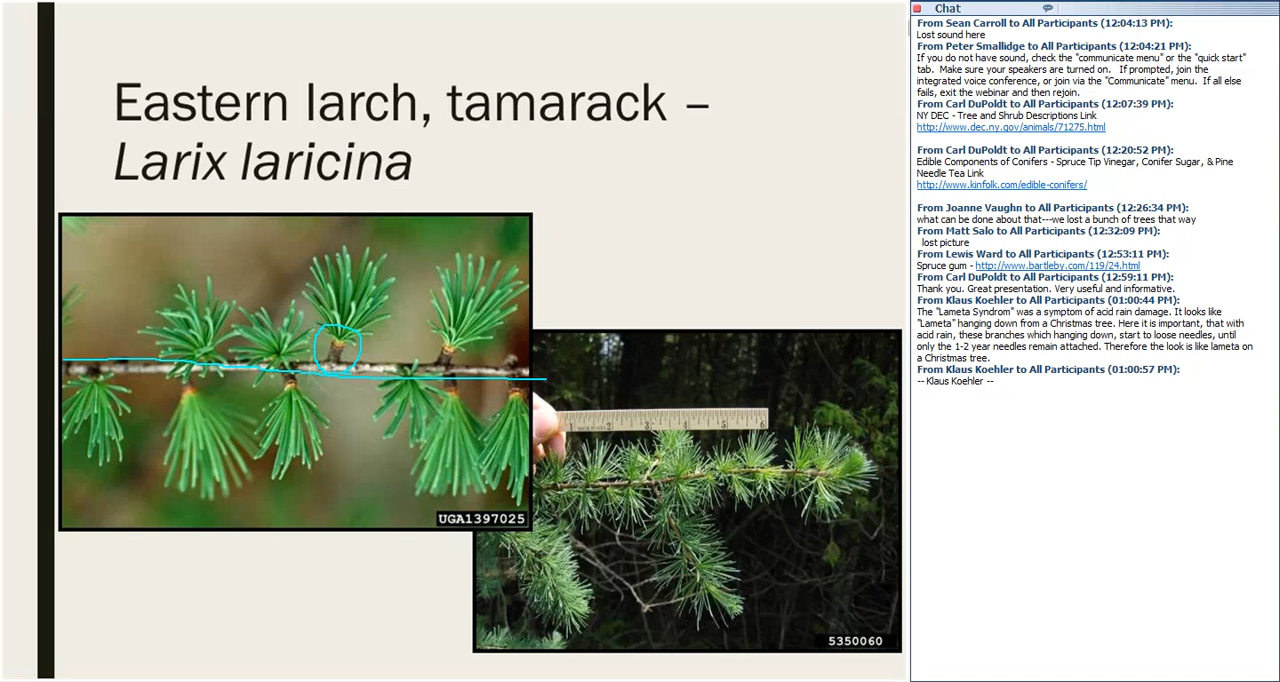 Eastern larch, tamarack –
Larix laricina
UGA1397025
1 2 3 4 5 6
5350060
Chat
From Sean Carroll to All Participants (12:04:13 PM):
Lost sound here
From Peter Smallidge to All Participants (12:04:21 PM):
If you do not have sound, check the "communicate menu" or the "quick start"
tab. Make sure your speakers are turned on. If prompted, join the
integrated voice conference, or join via the "Communicate" menu. If all else
fails, exit the webinar and then rejoin.
From Carl DuPoldt to All Participants (12:07:39 PM):
NY DEC - Tree and Shrub Descriptions Link
http://www.dec.ny.gov/animals/71275.html
From Carl DuPoldt to All Participants (12:20:52 PM):
Edible Components of Conifers - Spruce Tip Vinegar, Conifer Sugar, & Pine
Needle Tea Link
http://www.kinfolk.com/edible-conifers/
From Joanne Vaughn to All Participants (12:26:34 PM):
what can be done about that---we lost a bunch of trees that way
From Matt Salo to All Participants (12:32:09 PM):
lost picture
From Lewis Ward to All Participants (12:53:11 PM):
Spruce gum - http://www.bartleby.com/119/24.html
From Carl DuPoldt to All Participants (12:59:11 PM):
Thank you. Great presentation. Very useful and informative.
From Klaus Koehler to All Participants (01:00:44 PM):
The "Lameta Syndrom" was a symptom of acid rain damage. It looks like
"Lameta" hanging down from a Christmas tree. Here it is important, that with
acid rain, these branches which hanging down, start to loose needles, until
only the 1-2 year needles remain attached. Therefore the look is like lameta on
a Christmas tree.
From Klaus Koehler to All Participants (01:00:57 PM):
-- Klaus Koehler --